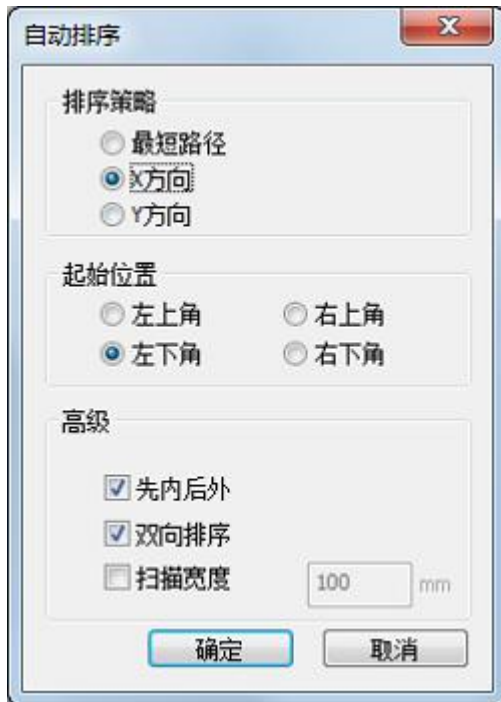 自动排序
排序策略
最短路径
X方向
Y方向
起始位置
左上角 右上角
左下角 右下角
高级
先内后外
双向排序
扫描宽度 100 mm
确定 取消